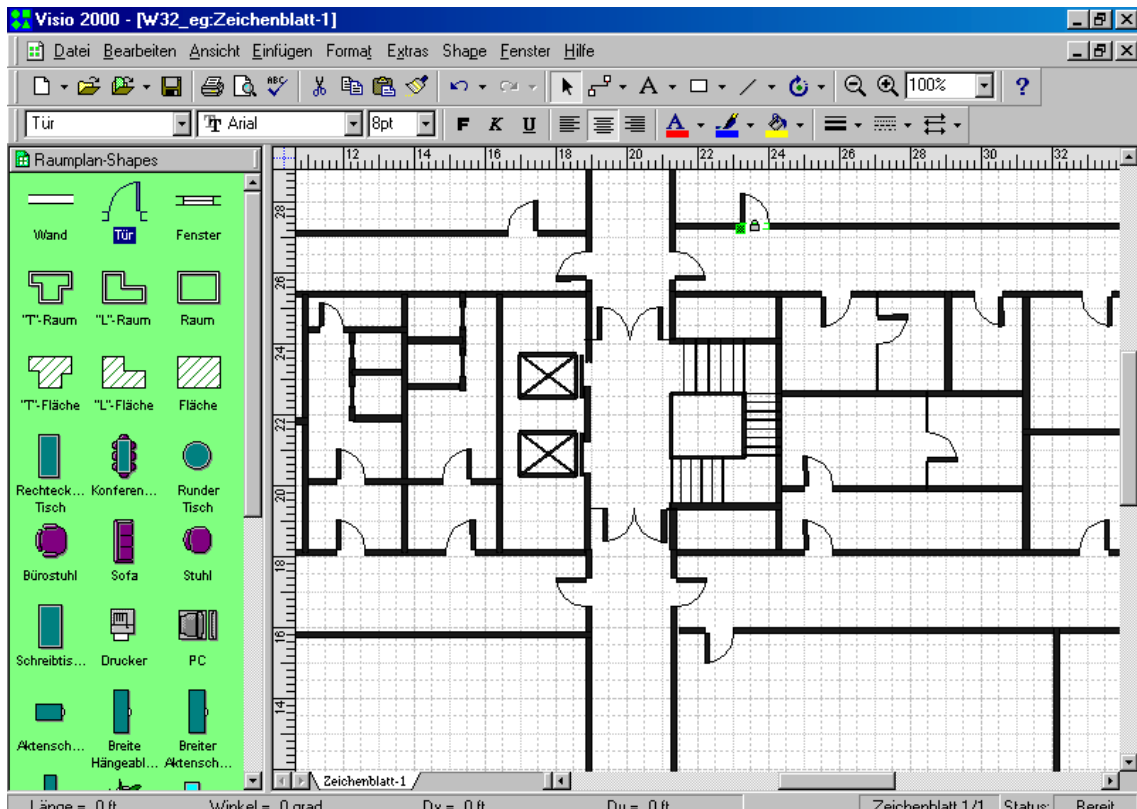 Visio 2000 - [W32_eg:Zeichenblatt-1]
Datei Bearbeiten Ansicht Einfügen Format Extras Shape Fenster Hilfe
ABC A 100% ?
Tür Arial 8pt F K U A
Raumplan-Shapes
12 14 16 18 20 22 24 26 28 30 32
28
26
24
22
20
18
16
14
Wand Tür Fenster
"T"-Raum "L"-Raum Raum
"T"-Fläche "L"-Fläche Fläche
Rechteck... Konferen... Runder
Tisch Tisch
Bürostuhl Sofa Stuhl
Schreibtis... Drucker PC
Aktensch... Breite Breiter
Hängeabl... Aktensch...
Zeichenblatt-1
Länge = 0 ft Winkel = 0 grad Dx = 0 ft Dy = 0 ft Zeichenblatt 1/1 Status: Bereit